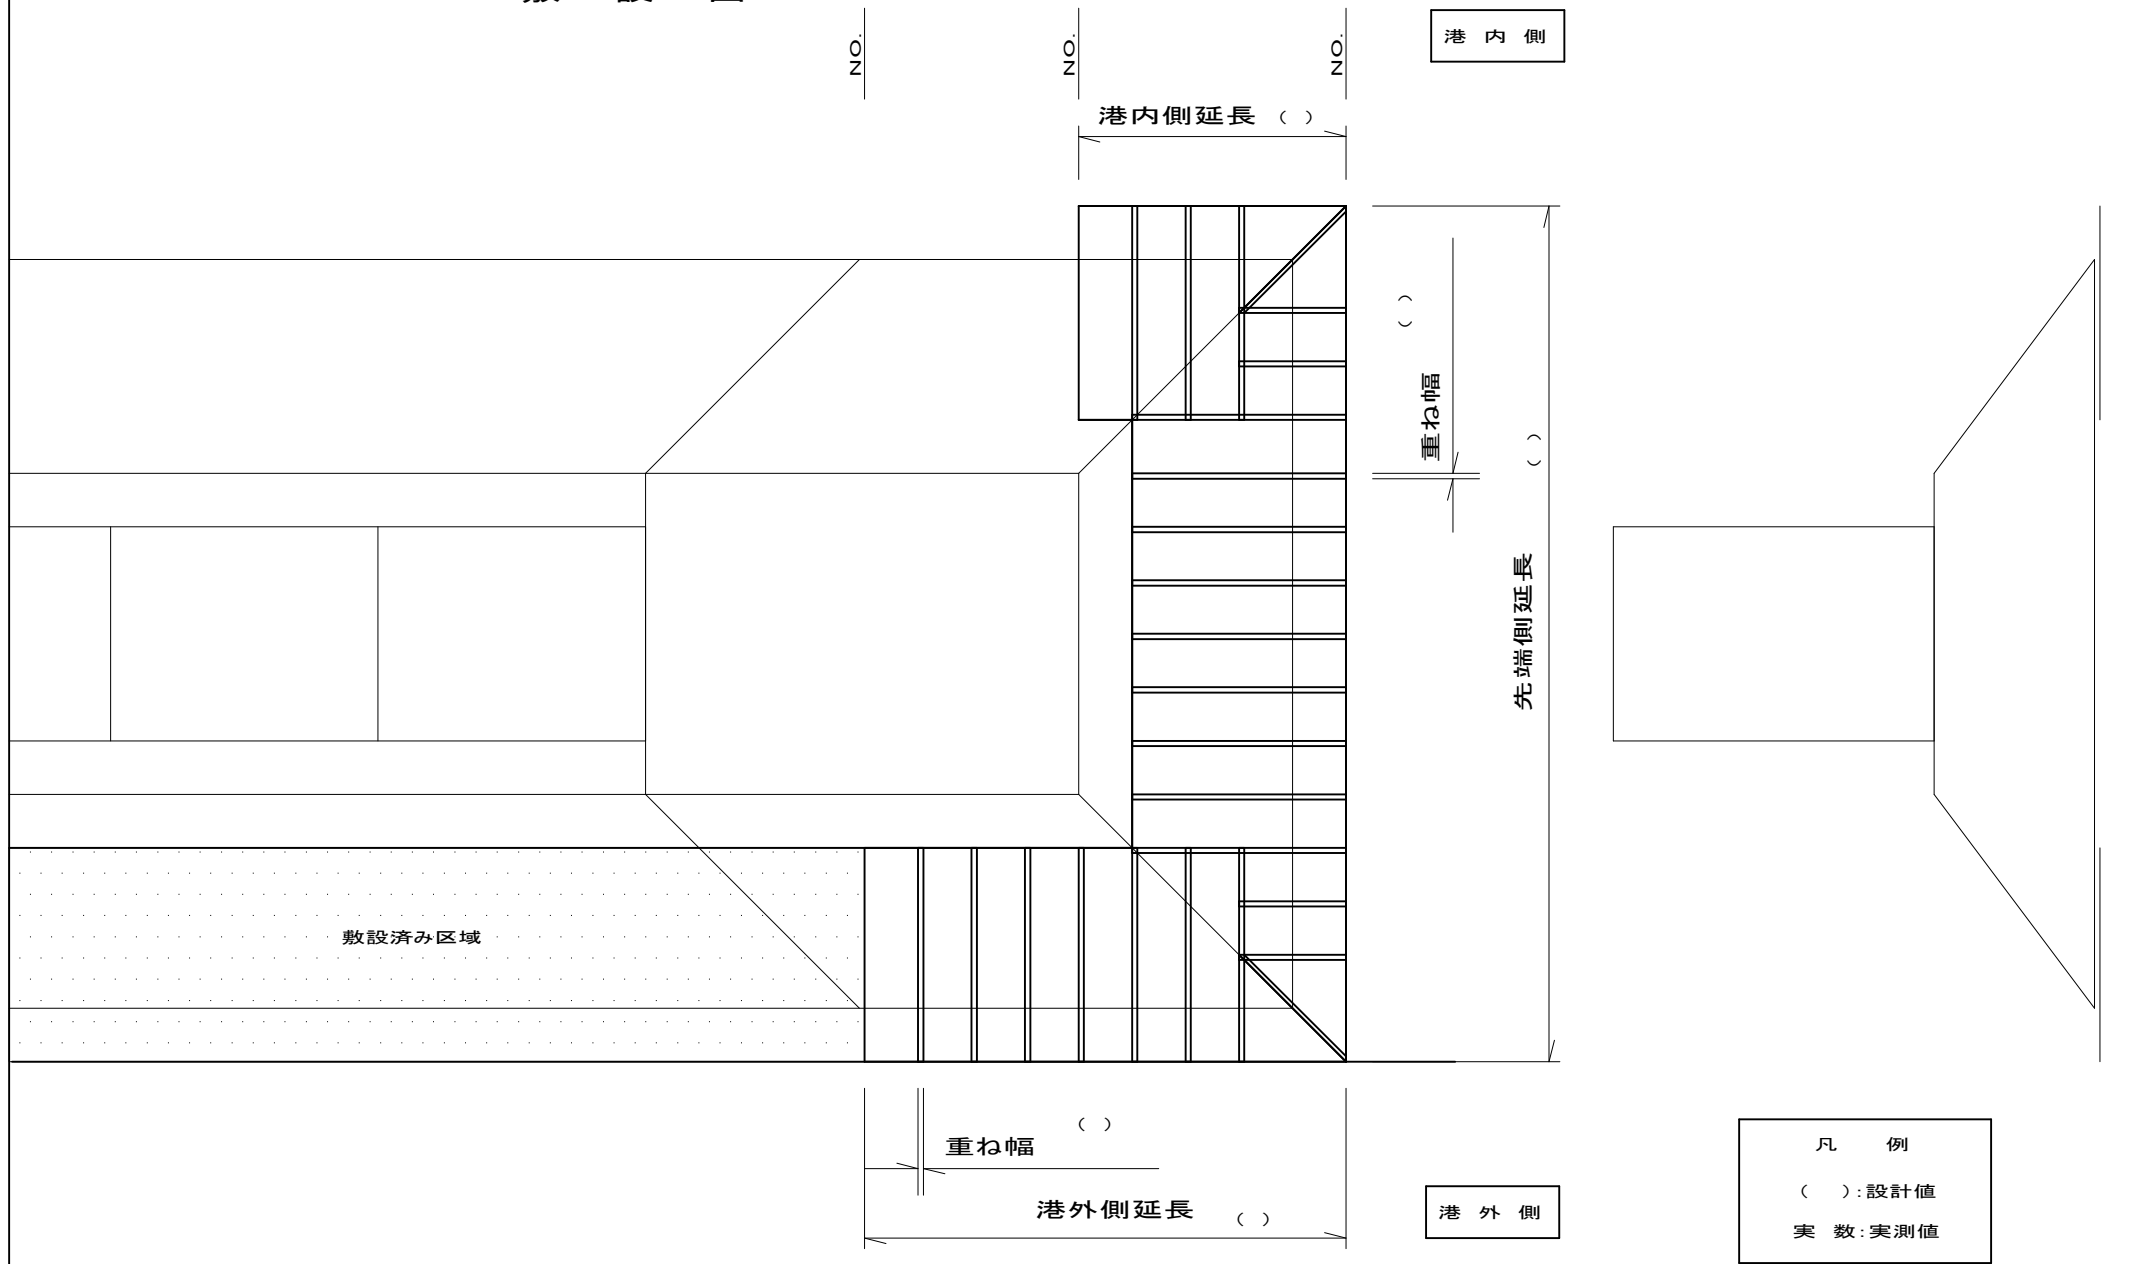 NO.
NO.
NO.
港 内 側
港内側延長 ( )
( )
重ね幅
( )
先端側延長
敷設済み区域
( )
重ね幅
港外側延長 ( )
港 外 側
凡 例
( ):設計値
実 数:実測値